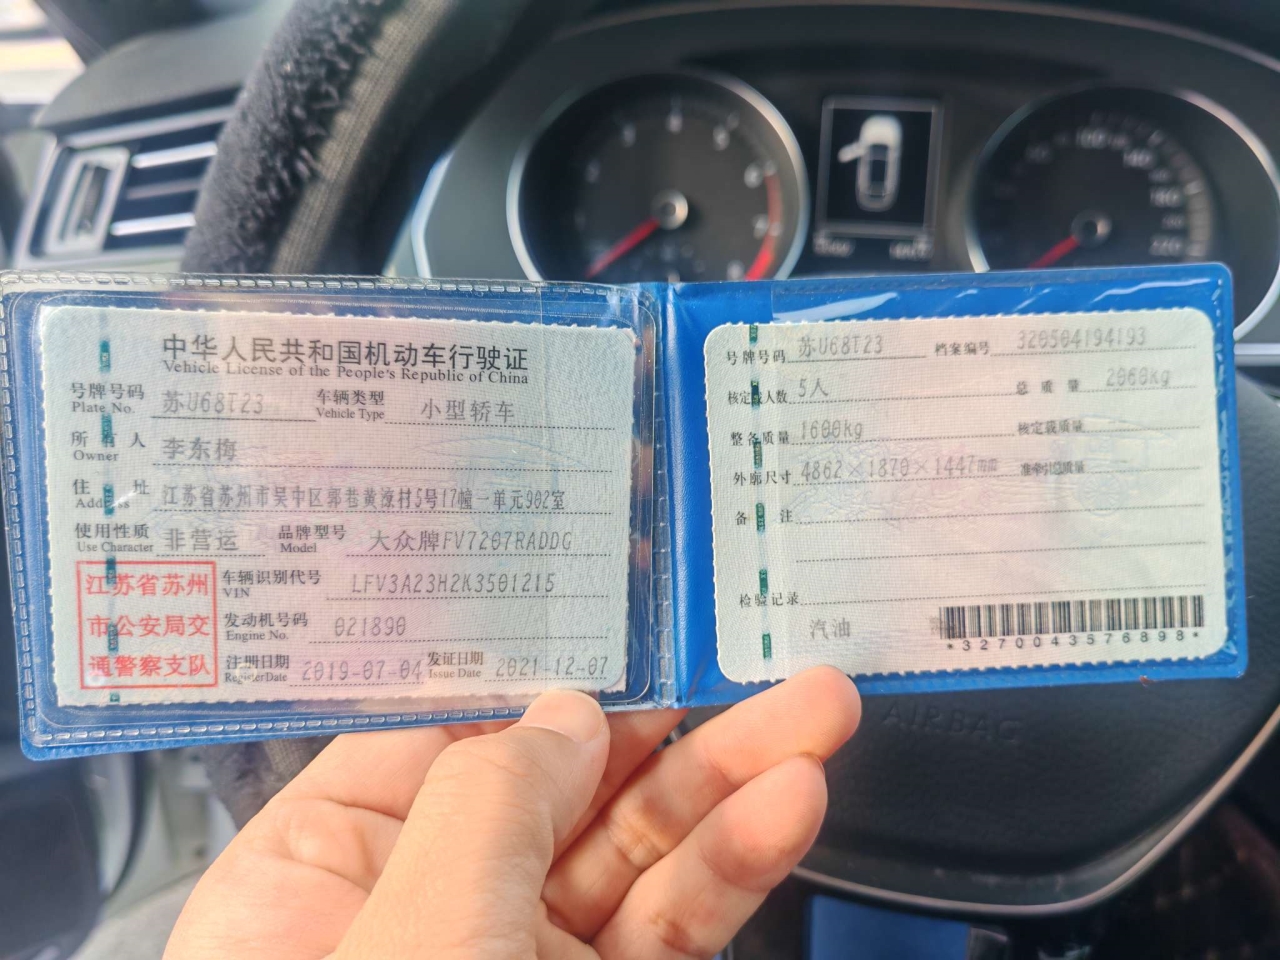 中华人民共和国机动车行驶证
Vehicle License of the People's Republic of China
号牌号码 苏U68T23 车辆类型 小型轿车
Plate No. Vehicle Type
所有人 李东梅
Owner
住址 江苏省苏州市吴中区郭巷黄潦村5号17幢一单元902室
Address
使用性质 非营运 品牌型号 大众牌FV7207RADDG
Use Character Model
江苏省苏州
市公安局交
通警察支队
车辆识别代号 LFV3A23H2K3501215
VIN
发动机号码 021890
Engine No.
注册日期 2019-07-04 发证日期 2021-12-07
Register Date Issue Date
号牌号码 苏U68T23 档案编号 320504194193
核定载人数 5人 总质量 2060kg
整备质量 1600kg 核定载质量
外廓尺寸 4862×1870×1447mm 准牵引总质量
备注
检验记录
汽油
*3270043576898*
AIRBAG